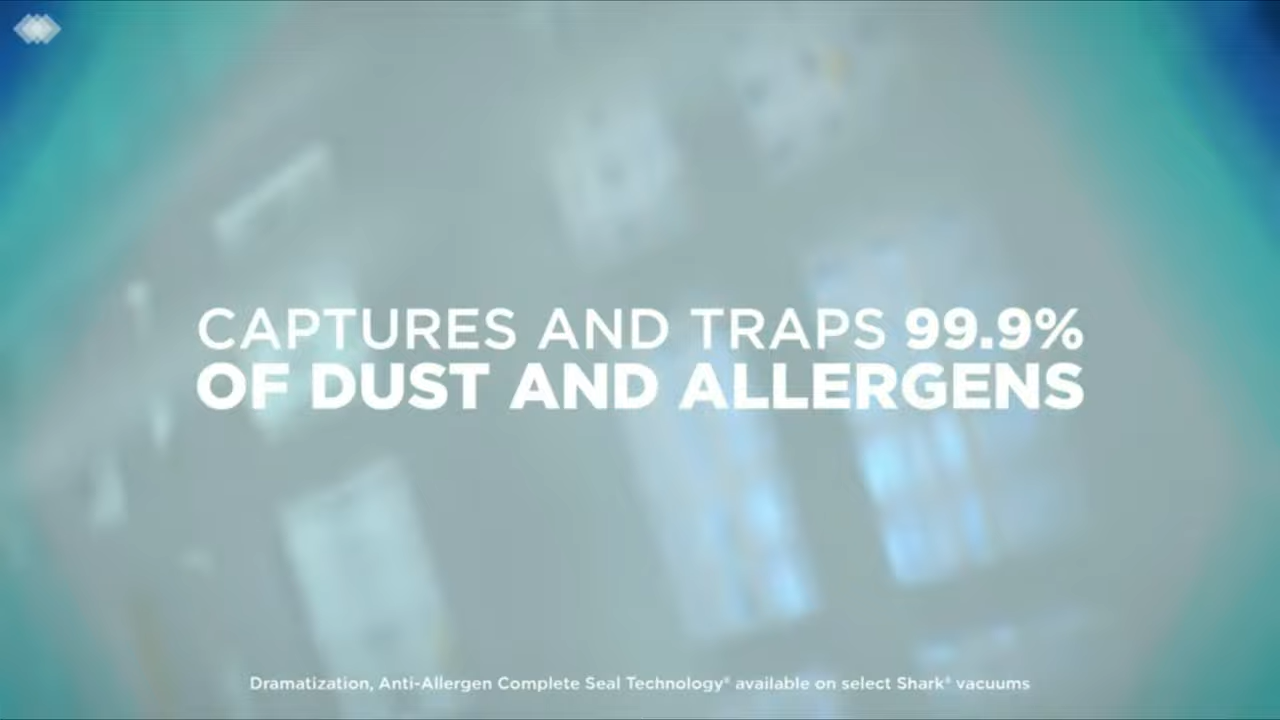 CAPTURES AND TRAPS 99.9%
OF DUST AND ALLERGENS
Dramatization, Anti-Allergen Complete Seal Technology® available on select Shark® vacuums